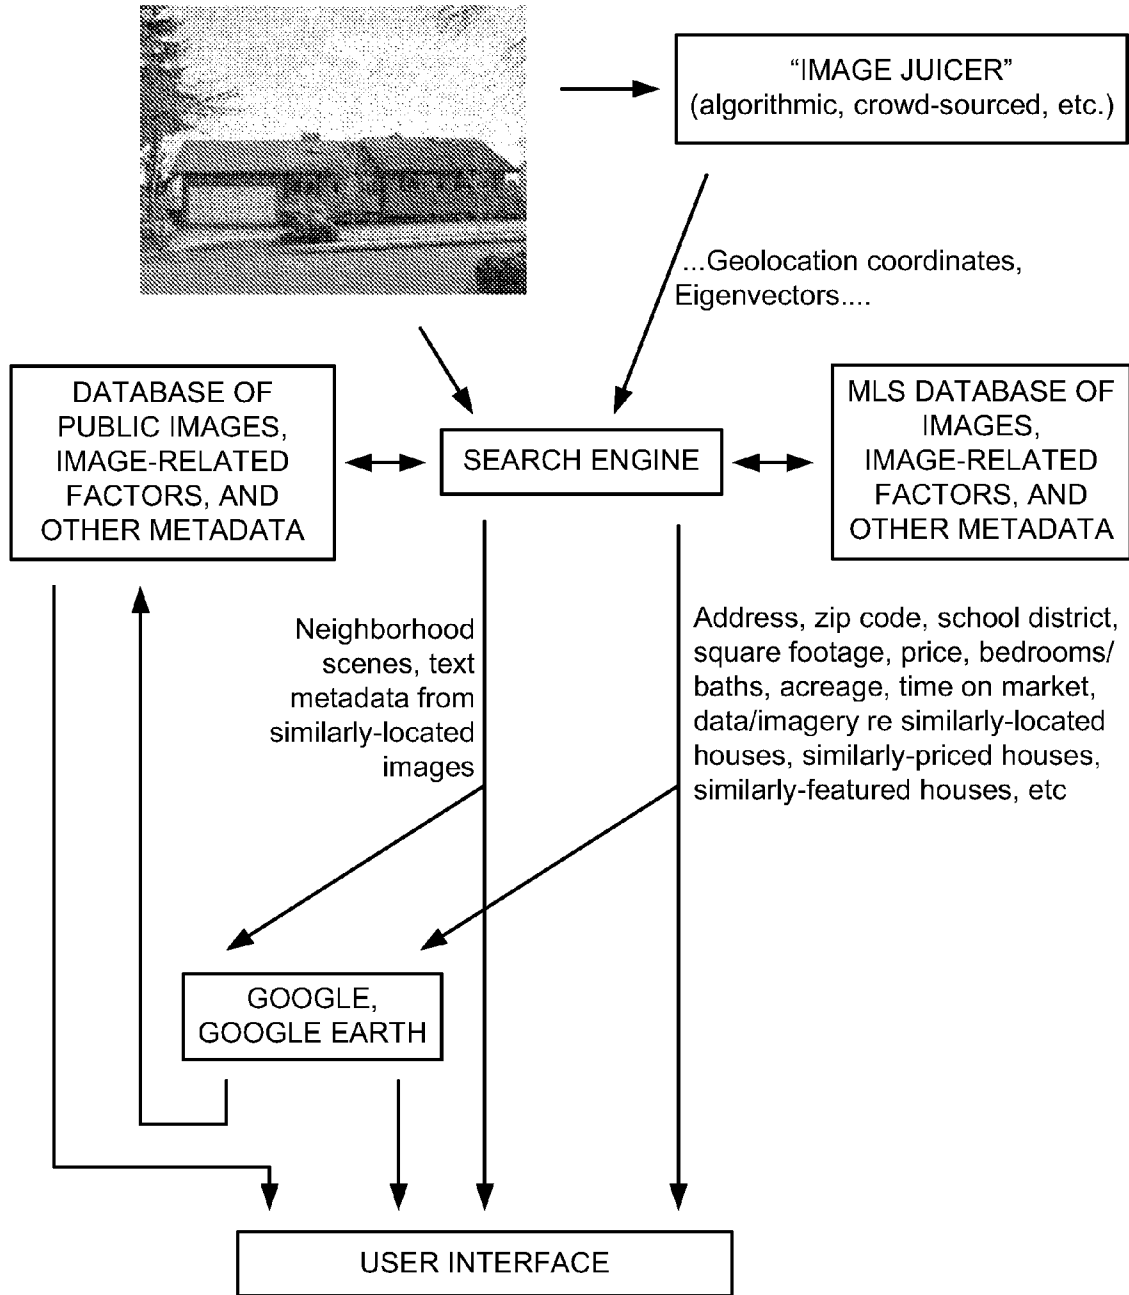 “IMAGE JUICER”
(algorithmic, crowd-sourced, etc.)
...Geolocation coordinates,
Eigenvectors....
DATABASE OF
PUBLIC IMAGES,
IMAGE-RELATED
FACTORS, AND
OTHER METADATA
SEARCH ENGINE
MLS DATABASE OF
IMAGES,
IMAGE-RELATED
FACTORS, AND
OTHER METADATA
Neighborhood
scenes, text
metadata from
similarly-located
images
Address, zip code, school district,
square footage, price, bedrooms/
baths, acreage, time on market,
data/imagery re similarly-located
houses, similarly-priced houses,
similarly-featured houses, etc
GOOGLE,
GOOGLE EARTH
USER INTERFACE